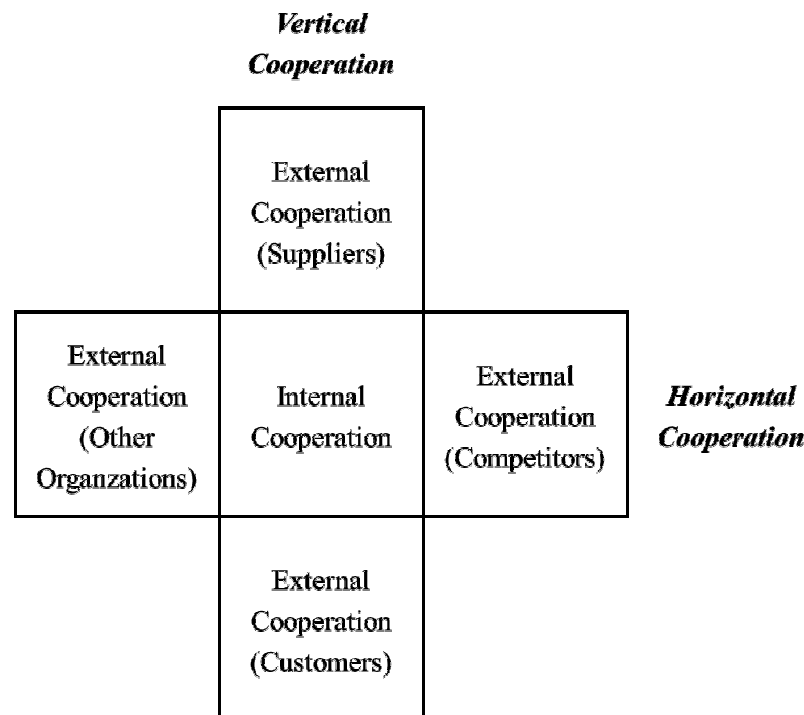 Vertical
Cooperation
External
Cooperation
(Suppliers)
External
Cooperation
(Other
Organzations)
Internal
Cooperation
External
Cooperation
(Competitors)
Horizontal
Cooperation
External
Cooperation
(Customers)